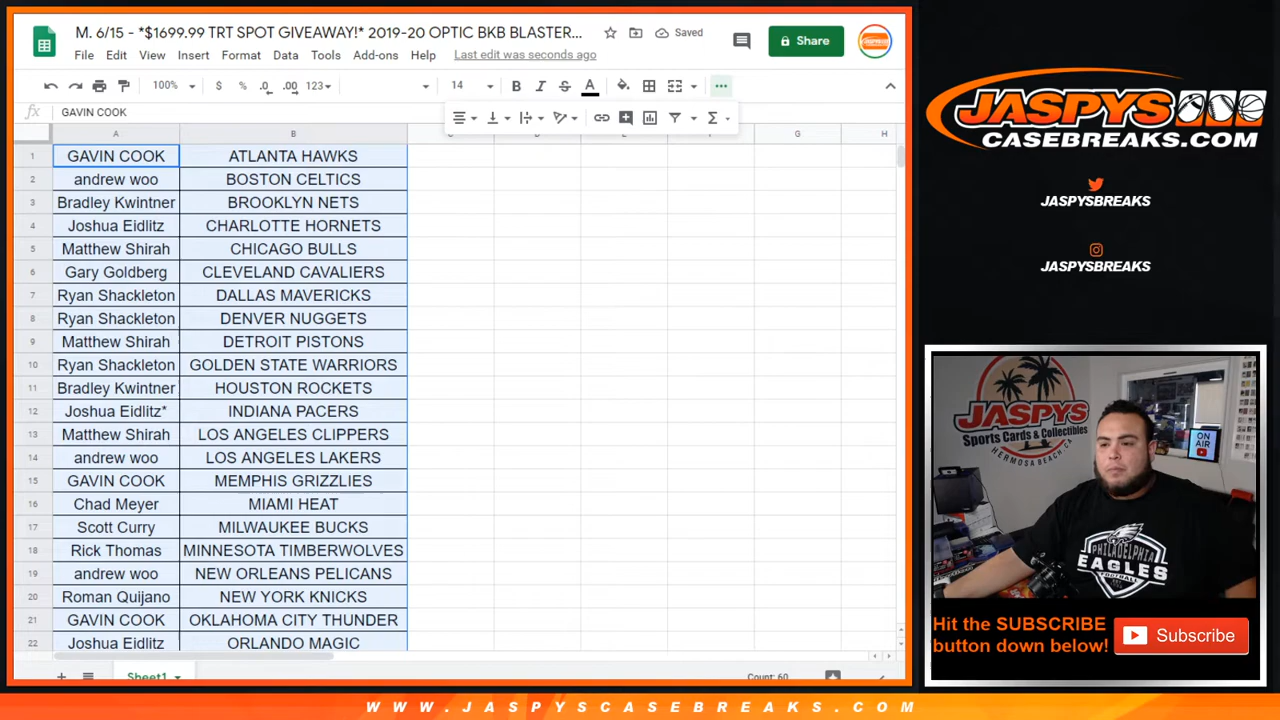 M. 6/15 - *$1699.99 TRT SPOT GIVEAWAY!* 2019-20 OPTIC BKB BLASTER...
Saved
Share
File Edit View Insert Format Data Tools Add-ons Help Last edit was seconds ago
100% $ % .0 .00 123 14 B I S A
fx GAVIN COOK
A B C D E F G H
1 GAVIN COOK ATLANTA HAWKS
2 andrew woo BOSTON CELTICS
3 Bradley Kwintner BROOKLYN NETS
4 Joshua Eidlitz CHARLOTTE HORNETS
5 Matthew Shirah CHICAGO BULLS
6 Gary Goldberg CLEVELAND CAVALIERS
7 Ryan Shackleton DALLAS MAVERICKS
8 Ryan Shackleton DENVER NUGGETS
9 Matthew Shirah DETROIT PISTONS
10 Ryan Shackleton GOLDEN STATE WARRIORS
11 Bradley Kwintner HOUSTON ROCKETS
12 Joshua Eidlitz* INDIANA PACERS
13 Matthew Shirah LOS ANGELES CLIPPERS
14 andrew woo LOS ANGELES LAKERS
15 GAVIN COOK MEMPHIS GRIZZLIES
16 Chad Meyer MIAMI HEAT
17 Scott Curry MILWAUKEE BUCKS
18 Rick Thomas MINNESOTA TIMBERWOLVES
19 andrew woo NEW ORLEANS PELICANS
20 Roman Quijano NEW YORK KNICKS
21 GAVIN COOK OKLAHOMA CITY THUNDER
22 Joshua Eidlitz ORLANDO MAGIC
Sheet1
Count: 60
JASPYS
CASEBREAKS.COM
JASPYSBREAKS
JASPYSBREAKS
JASPYS
Sports Cards & Collectibles
HERMOSA BEACH, CA
ON AIR
PHILADELPHIA
EAGLES
FOOTBALL
Hit the SUBSCRIBE
button down below!
Subscribe
WWW.JASPYSCASEBREAKS.COM